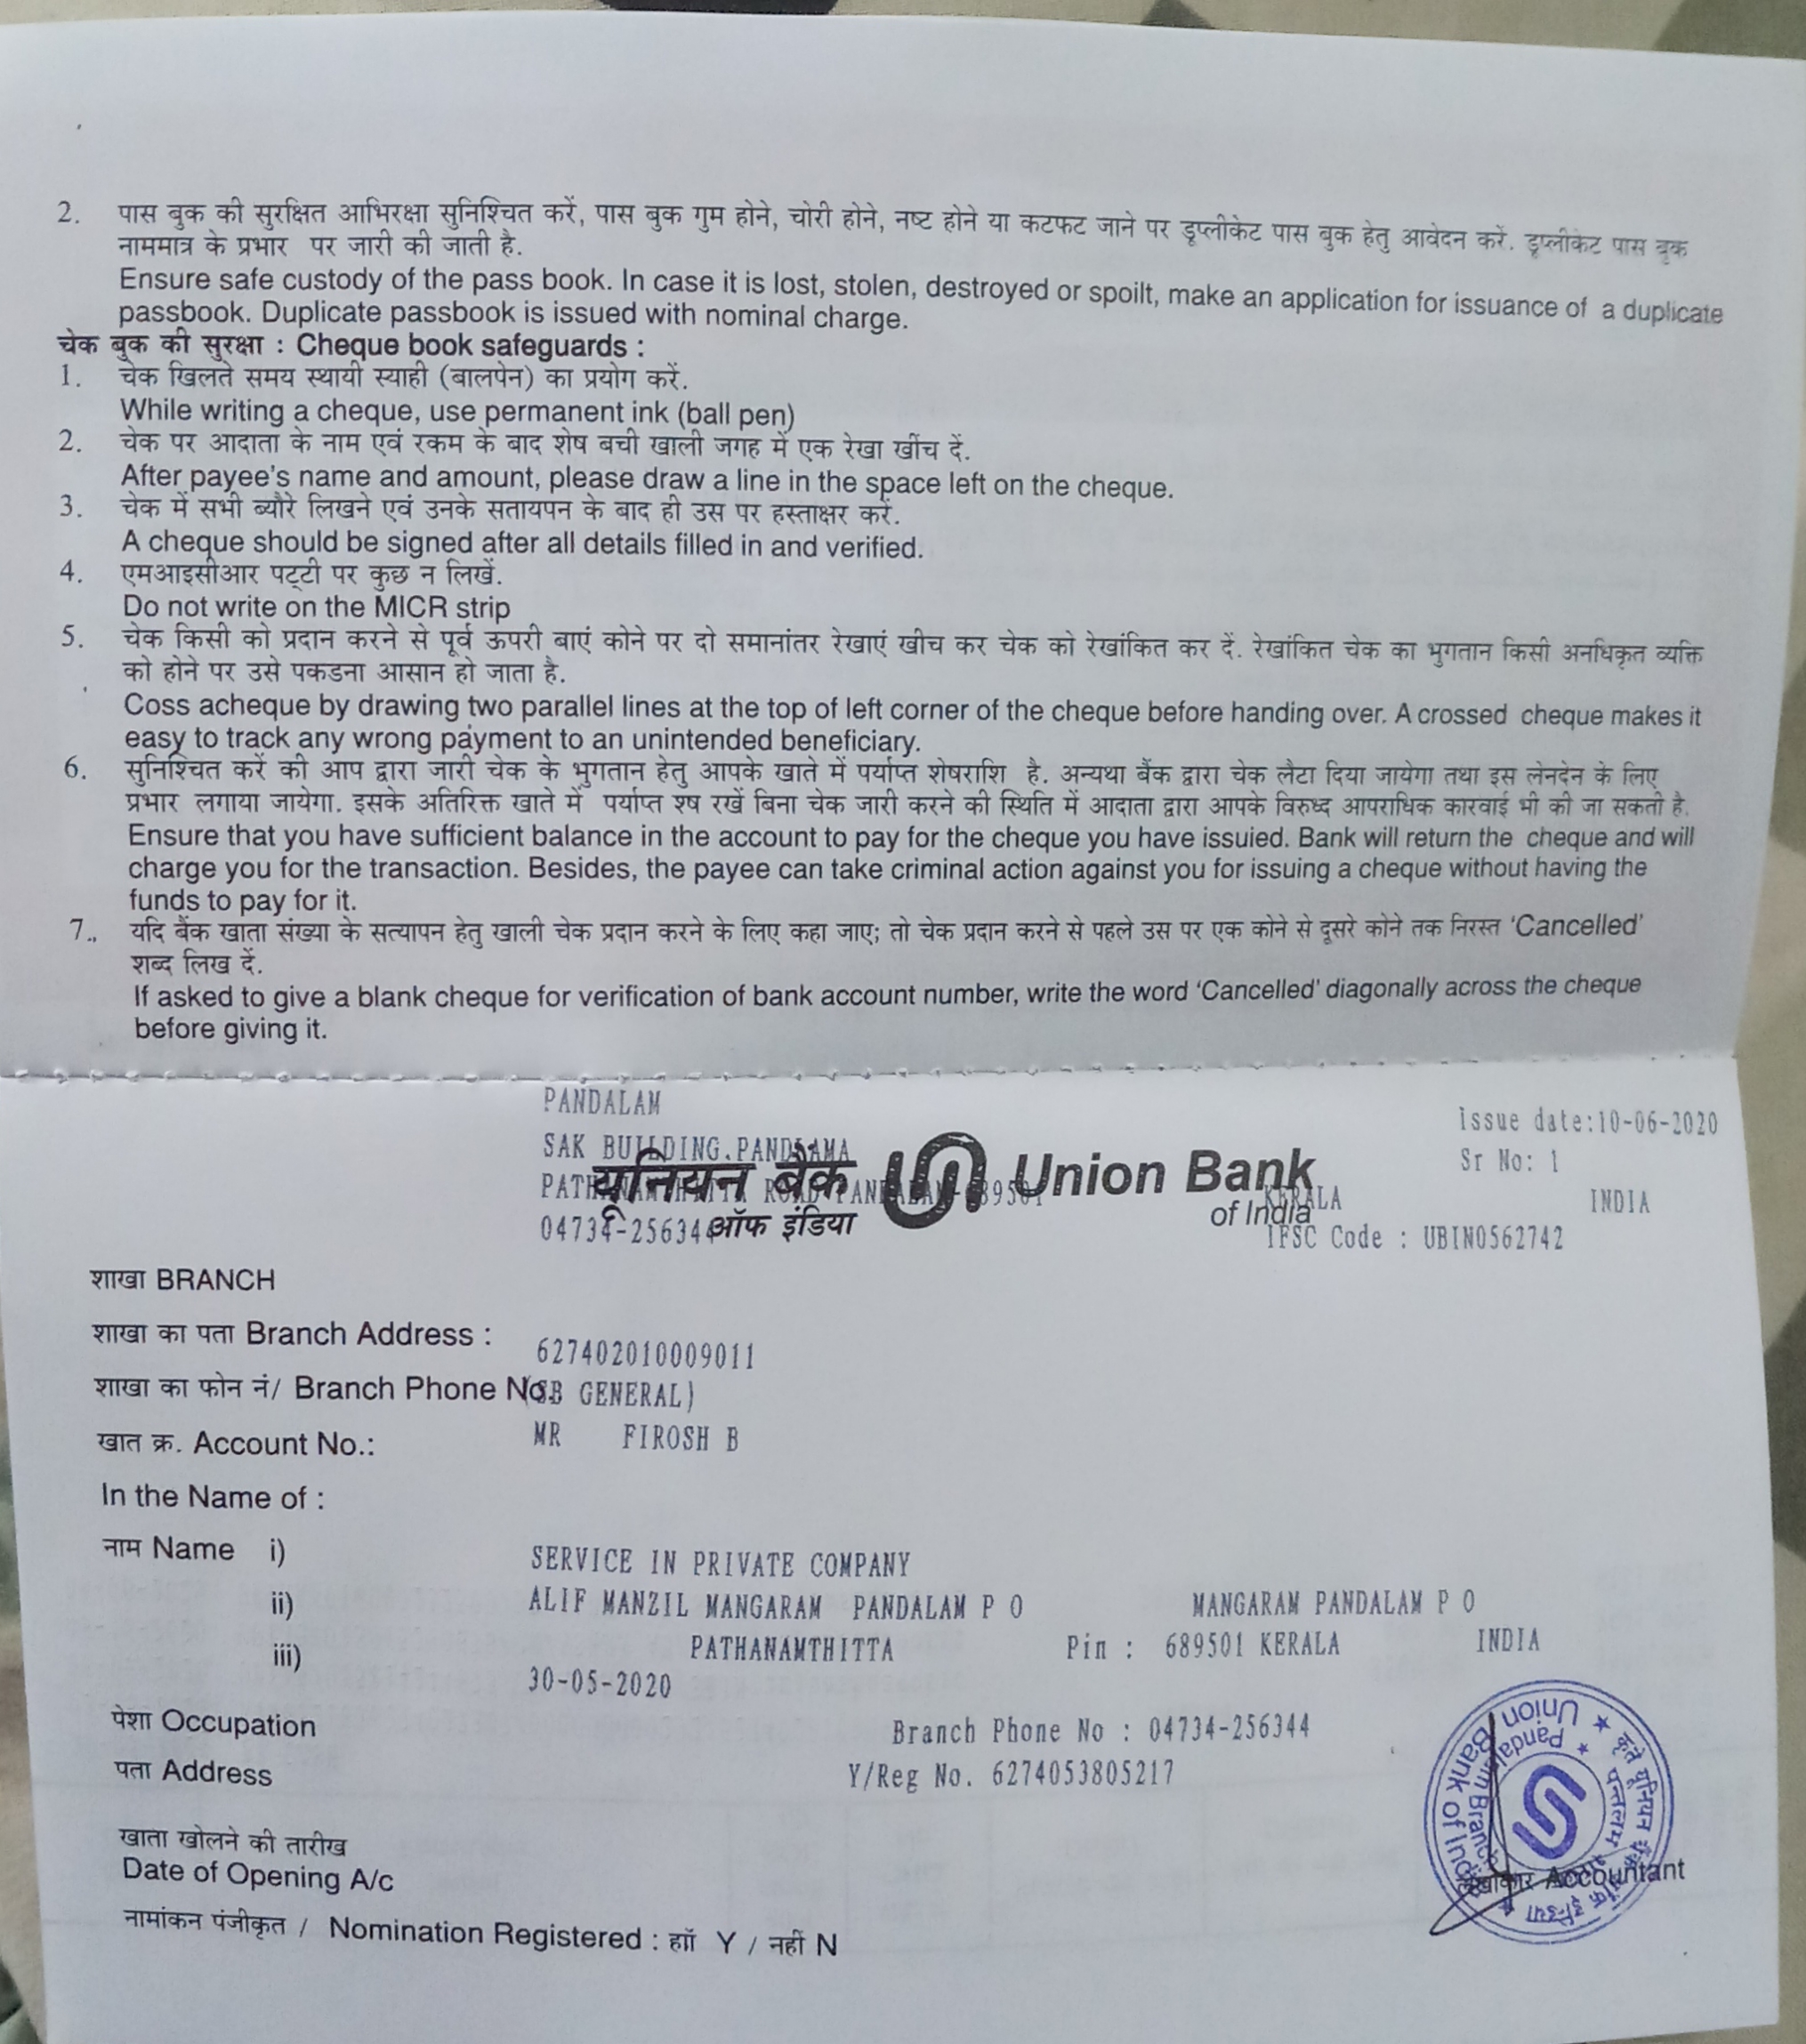 2. पास बुक की सुरक्षित आभिरक्षा सुनिश्चित करें, पास बुक गुम होने, चोरी होने, नष्ट होने या कटफट जाने पर डूप्लीकेट पास बुक हेतु आवेदन करें. डूप्लीकेट पास बुक
नाममात्र के प्रभार पर जारी की जाती है.
Ensure safe custody of the pass book. In case it is lost, stolen, destroyed or spoilt, make an application for issuance of a duplicate
passbook. Duplicate passbook is issued with nominal charge.
चेक बुक की सुरक्षा : Cheque book safeguards :
1. चेक खिलते समय स्थायी स्याही (बालपेन) का प्रयोग करें.
While writing a cheque, use permanent ink (ball pen)
2. चेक पर आदाता के नाम एवं रकम के बाद शेष बची खाली जगह में एक रेखा खींच दें.
After payee's name and amount, please draw a line in the space left on the cheque.
3. चेक में सभी ब्यौरे लिखने एवं उनके सतायपन के बाद ही उस पर हस्ताक्षर करें.
A cheque should be signed after all details filled in and verified.
4. एमआइसीआर पट्टी पर कुछ न लिखें.
Do not write on the MICR strip
5. चेक किसी को प्रदान करने से पूर्व ऊपरी बाएं कोने पर दो समानांतर रेखाएं खीच कर चेक को रेखांकित कर दें. रेखांकित चेक का भुगतान किसी अनधिकृत व्यक्ति
को होने पर उसे पकडना आसान हो जाता है.
Coss acheque by drawing two parallel lines at the top of left corner of the cheque before handing over. A crossed cheque makes it
easy to track any wrong payment to an unintended beneficiary.
6. सुनिश्चित करें की आप द्वारा जारी चेक के भुगतान हेतु आपके खाते में पर्याप्त शेषराशि है. अन्यथा बैंक द्वारा चेक लैटा दिया जायेगा तथा इस लेनदेन के लिए
प्रभार लगाया जायेगा. इसके अतिरिक्त खाते में पर्याप्त श्ष रखें बिना चेक जारी करने की स्थिति में आदाता द्वारा आपके विरुध्द आपराधिक कारवाई भी की जा सकती है.
Ensure that you have sufficient balance in the account to pay for the cheque you have issuied. Bank will return the cheque and will
charge you for the transaction. Besides, the payee can take criminal action against you for issuing a cheque without having the
funds to pay for it.
7.. यदि बैंक खाता संख्या के सत्यापन हेतु खाली चेक प्रदान करने के लिए कहा जाए; तो चेक प्रदान करने से पहले उस पर एक कोने से दूसरे कोने तक निरस्त 'Cancelled'
शब्द लिख दें.
If asked to give a blank cheque for verification of bank account number, write the word 'Cancelled' diagonally across the cheque
before giving it.
PANDALAM
Issue date:10-06-2020
SAK BUILDING,PANDALAMA
Sr No: 1
यूनियन बैंक Union Bank
PATHANAMTHITTA ROAD PANDALAM-689501
KERALA INDIA
ऑफ इंडिया of India
04734-256344
IFSC Code : UBIN0562742
शाखा BRANCH
शाखा का पता Branch Address :
627402010009011
शाखा का फोन नं/ Branch Phone No.
(SB GENERAL)
खात क्र. Account No.:
MR FIROSH B
In the Name of :
नाम Name i)
SERVICE IN PRIVATE COMPANY
ii)
ALIF MANZIL MANGARAM PANDALAM P O MANGARAM PANDALAM P O
iii)
PATHANAMTHITTA Pin : 689501 KERALA INDIA
30-05-2020
पेशा Occupation
Branch Phone No : 04734-256344
पता Address
Y/Reg No. 6274053805217
खाता खोलने की तारीख
Date of Opening A/c
नामांकन पंजीकृत / Nomination Registered : हाॅं Y / नहीं N
कृते यूनियन बैंक ऑफ इन्डिया
पन्तलम
Union Bank of India
Pandalam Branch
लेखाकार Accountant